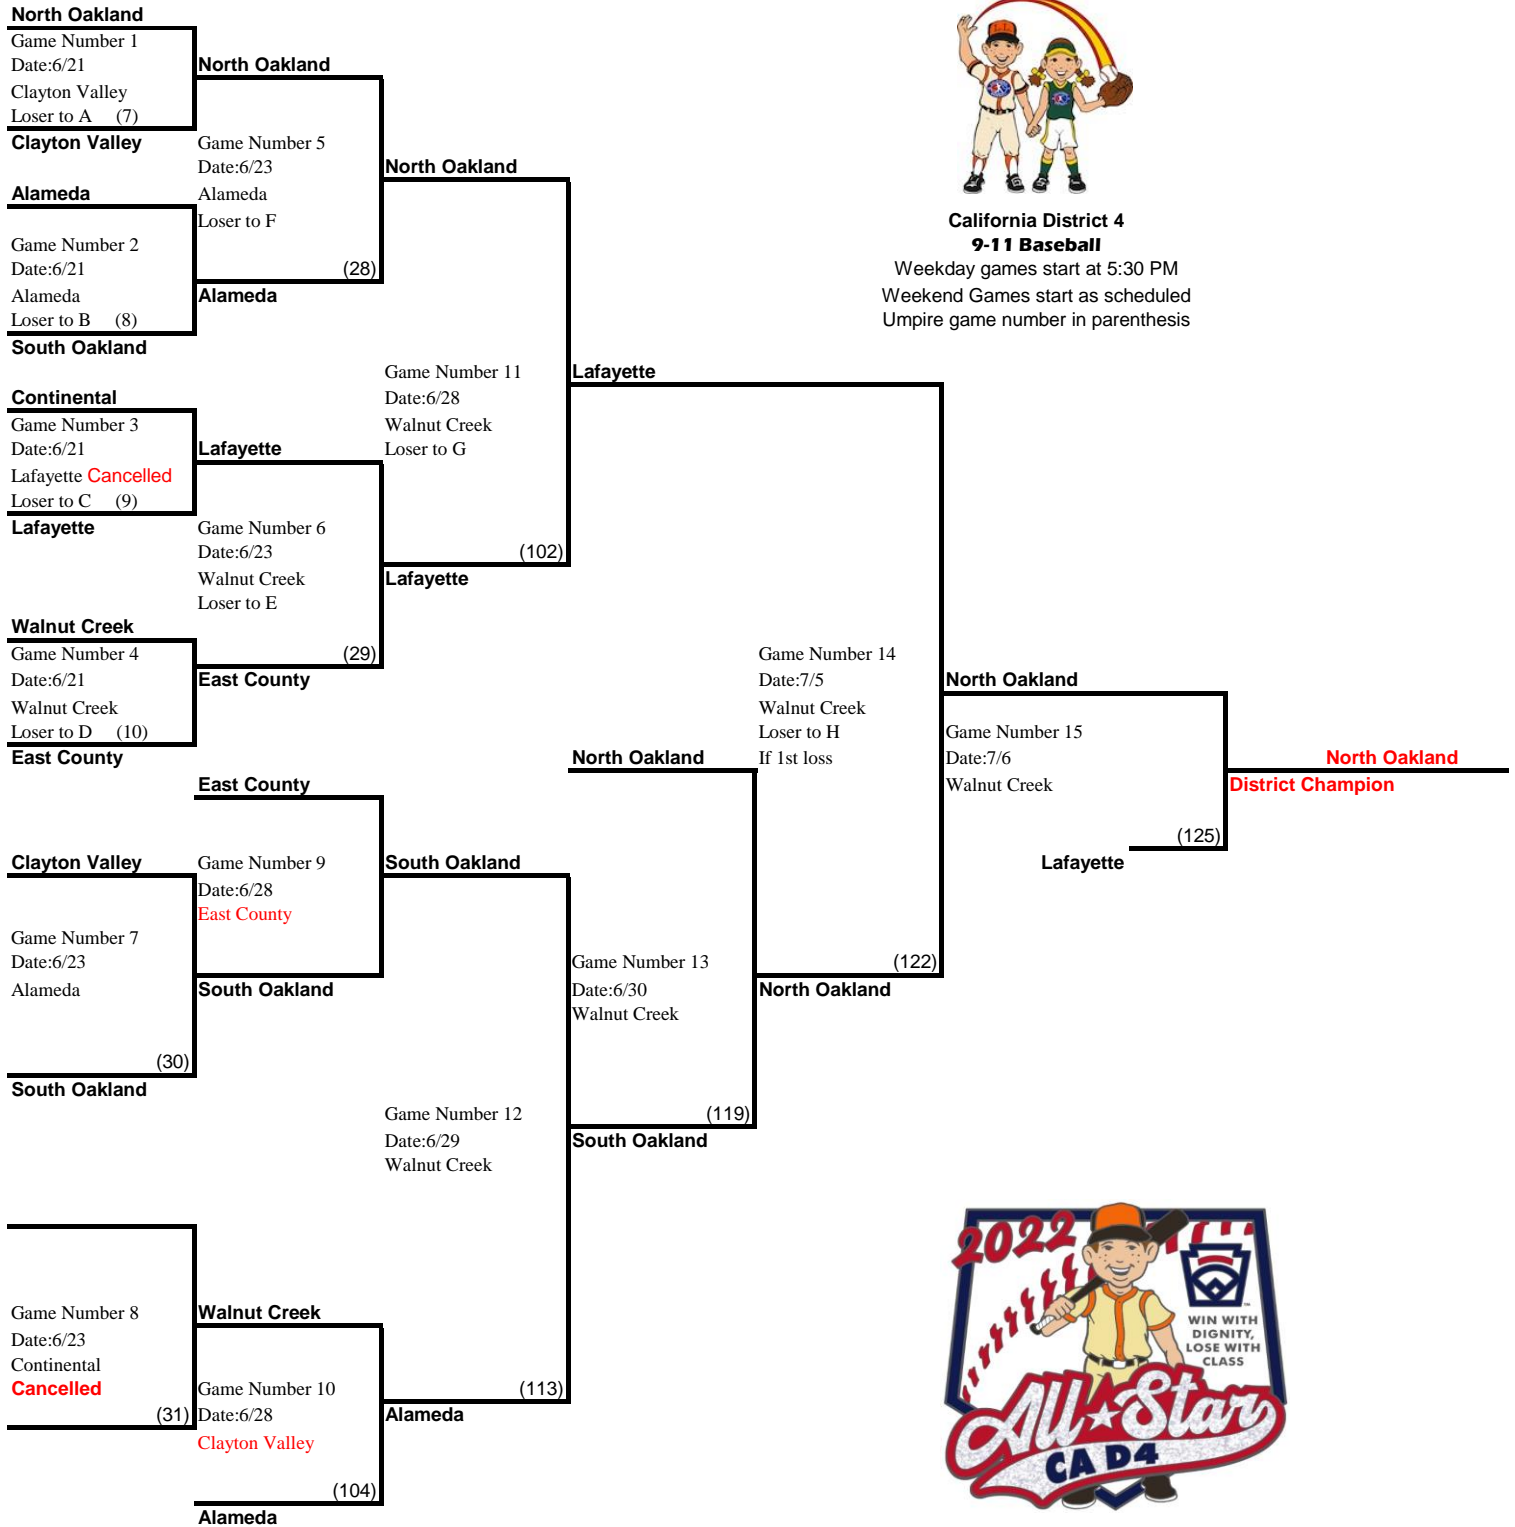 North Oakland
Game Number 1
Date:6/21
Clayton Valley
Loser to A (7)
Clayton Valley
Alameda
Game Number 2
Date:6/21
Alameda
Loser to B (8)
South Oakland
Continental
Game Number 3
Date:6/21
Lafayette Cancelled
Loser to C (9)
Lafayette
Walnut Creek
Game Number 4
Date:6/21
Walnut Creek
Loser to D (10)
East County
North Oakland
Game Number 5
Date:6/23
Alameda
Loser to F
(28)
Alameda
Lafayette
Game Number 6
Date:6/23
Walnut Creek
Loser to E
(29)
East County
North Oakland
Game Number 11
Date:6/28
Walnut Creek
Loser to G
(102)
Lafayette
Lafayette
Game Number 14
Date:7/5
Walnut Creek
Loser to H
If 1st loss
(122)
North Oakland
North Oakland
Game Number 15
Date:7/6
Walnut Creek
(125)
Lafayette
North Oakland
District Champion
California District 4
9-11 Baseball
Weekday games start at 5:30 PM
Weekend Games start as scheduled
Umpire game number in parenthesis
Clayton Valley
Game Number 7
Date:6/23
Alameda
(30)
South Oakland
Game Number 8
Date:6/23
Continental
Cancelled
(31)
East County
Game Number 9
Date:6/28
East County
South Oakland
Walnut Creek
Game Number 10
Date:6/28
Clayton Valley
(104)
Alameda
South Oakland
Game Number 12
Date:6/29
Walnut Creek
(113)
Alameda
North Oakland
Game Number 13
Date:6/30
Walnut Creek
(119)
South Oakland
2022
WIN WITH
DIGNITY,
LOSE WITH
CLASS
All★Star
CA D4